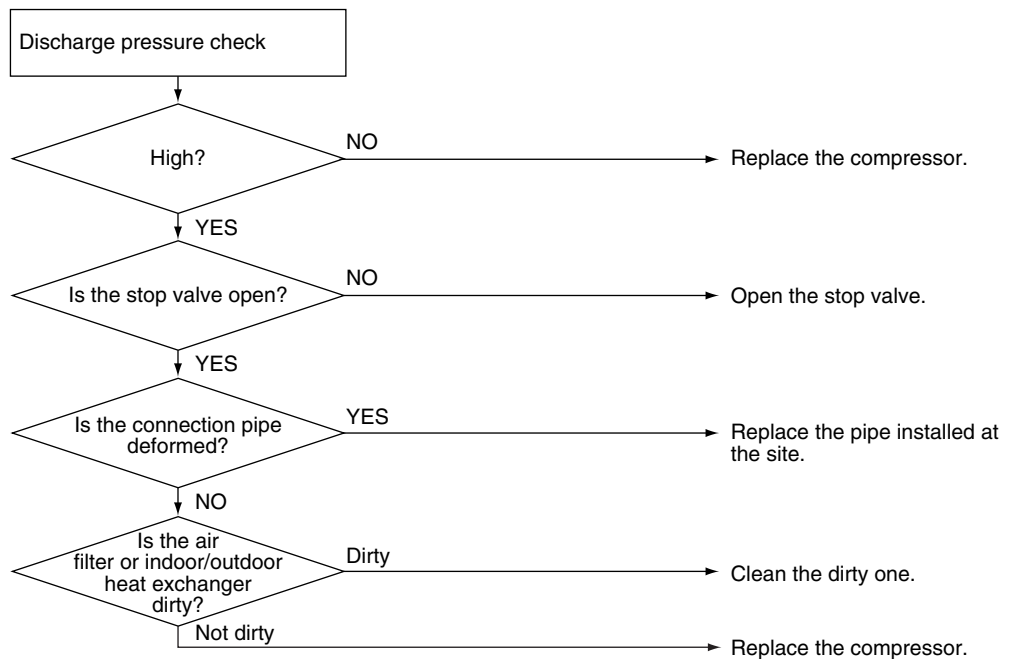 Discharge pressure check
High?
NO
Replace the compressor.
YES
Is the stop valve open?
NO
Open the stop valve.
YES
Is the connection pipe
deformed?
YES
Replace the pipe installed at
the site.
NO
Is the air
filter or indoor/outdoor
heat exchanger
dirty?
Dirty
Clean the dirty one.
Not dirty
Replace the compressor.